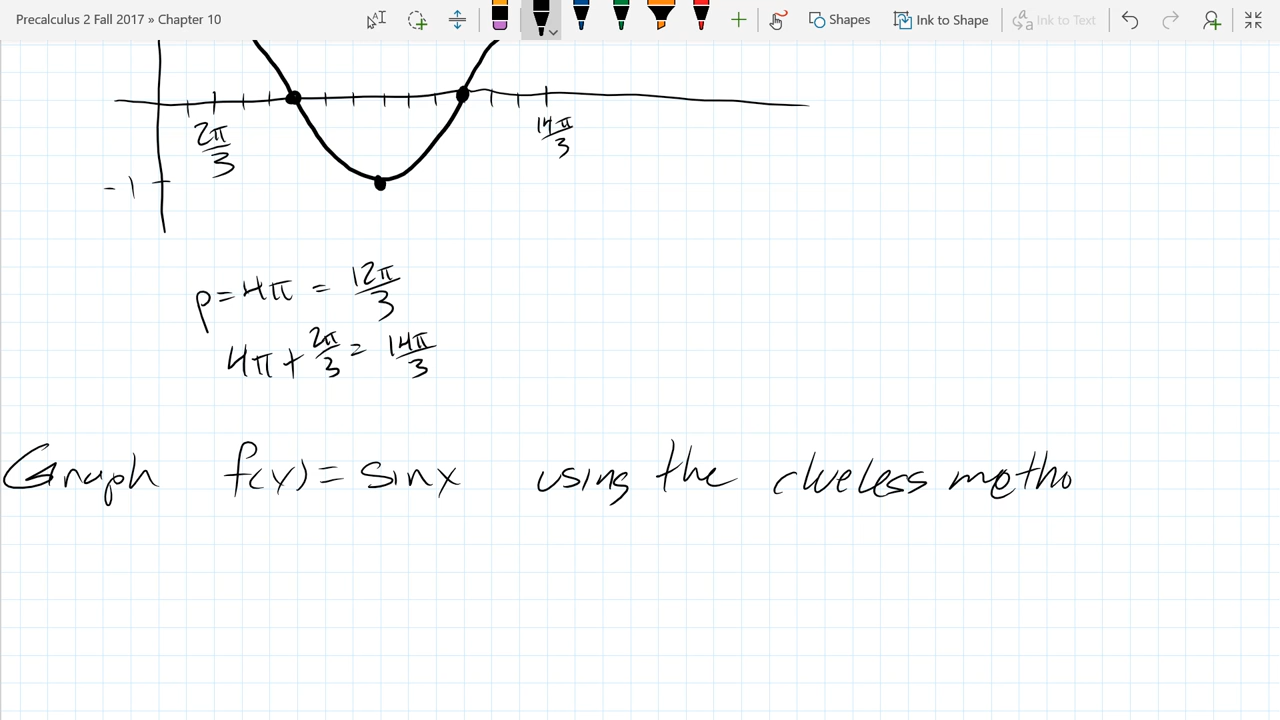 Precalculus 2 Fall 2017 » Chapter 10
Shapes
Ink to Shape
Ink to Text
2π/3
14π/3
-1
p = 4π = 12π/3
4π + 2π/3 = 14π/3
Graph f(x) = sinx using the clueless metho